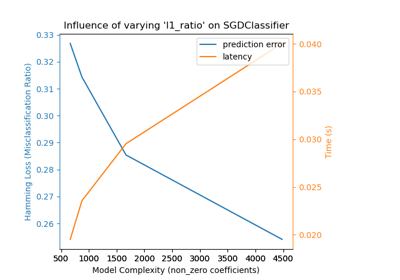 Influence of varying 'l1_ratio' on SGDClassifier
prediction error
latency
0.33
0.32
0.31
0.30
0.29
0.28
0.27
0.26
Hamming Loss (Misclassification Ratio)
0.040
0.035
0.030
0.025
0.020
Time (s)
500 1000 1500 2000 2500 3000 3500 4000 4500
Model Complexity (non_zero coefficients)